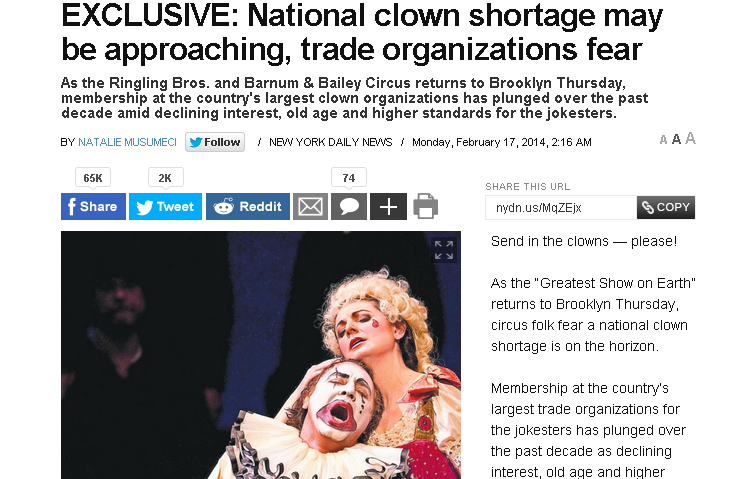 EXCLUSIVE: National clown shortage may
be approaching, trade organizations fear
As the Ringling Bros. and Barnum & Bailey Circus returns to Brooklyn Thursday,
membership at the country's largest clown organizations has plunged over the past
decade amid declining interest, old age and higher standards for the jokesters.
BY NATALIE MUSUMECI Follow / NEW YORK DAILY NEWS / Monday, February 17, 2014, 2:16 AM A A A
65K 2K 74
Share Tweet Reddit
SHARE THIS URL
nydn.us/MqZEjx COPY
Send in the clowns — please!
As the “Greatest Show on Earth”
returns to Brooklyn Thursday,
circus folk fear a national clown
shortage is on the horizon.
Membership at the country’s
largest trade organizations for
the jokesters has plunged over
the past decade as declining
interest, old age and higher